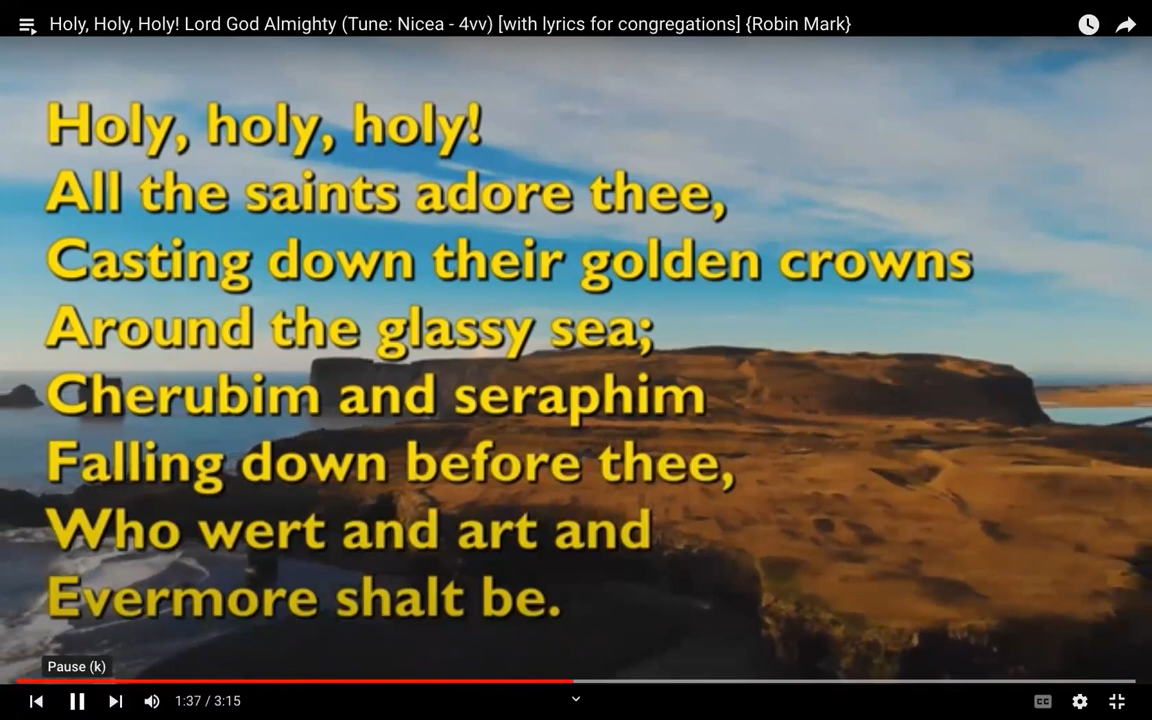 Holy, Holy, Holy! Lord God Almighty (Tune: Nicea - 4vv) [with lyrics for congregations] {Robin Mark}
Holy, holy, holy!
All the saints adore thee,
Casting down their golden crowns
Around the glassy sea;
Cherubim and seraphim
Falling down before thee,
Who wert and art and
Evermore shalt be.
Pause (k)
1:37 / 3:15
CC